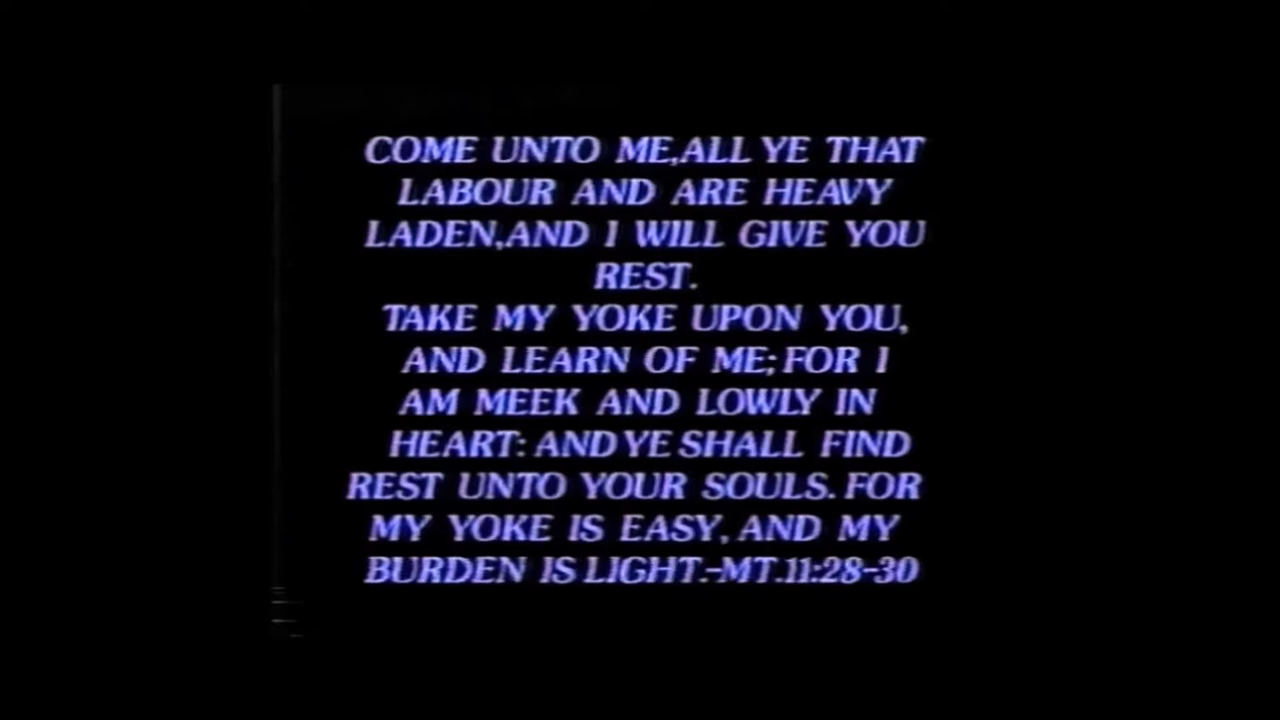 COME UNTO ME,ALL YE THAT
LABOUR AND ARE HEAVY
LADEN,AND I WILL GIVE YOU
REST.
TAKE MY YOKE UPON YOU,
AND LEARN OF ME; FOR I
AM MEEK AND LOWLY IN
HEART: AND YE SHALL FIND
REST UNTO YOUR SOULS. FOR
MY YOKE IS EASY, AND MY
BURDEN IS LIGHT.-MT.11:28-30